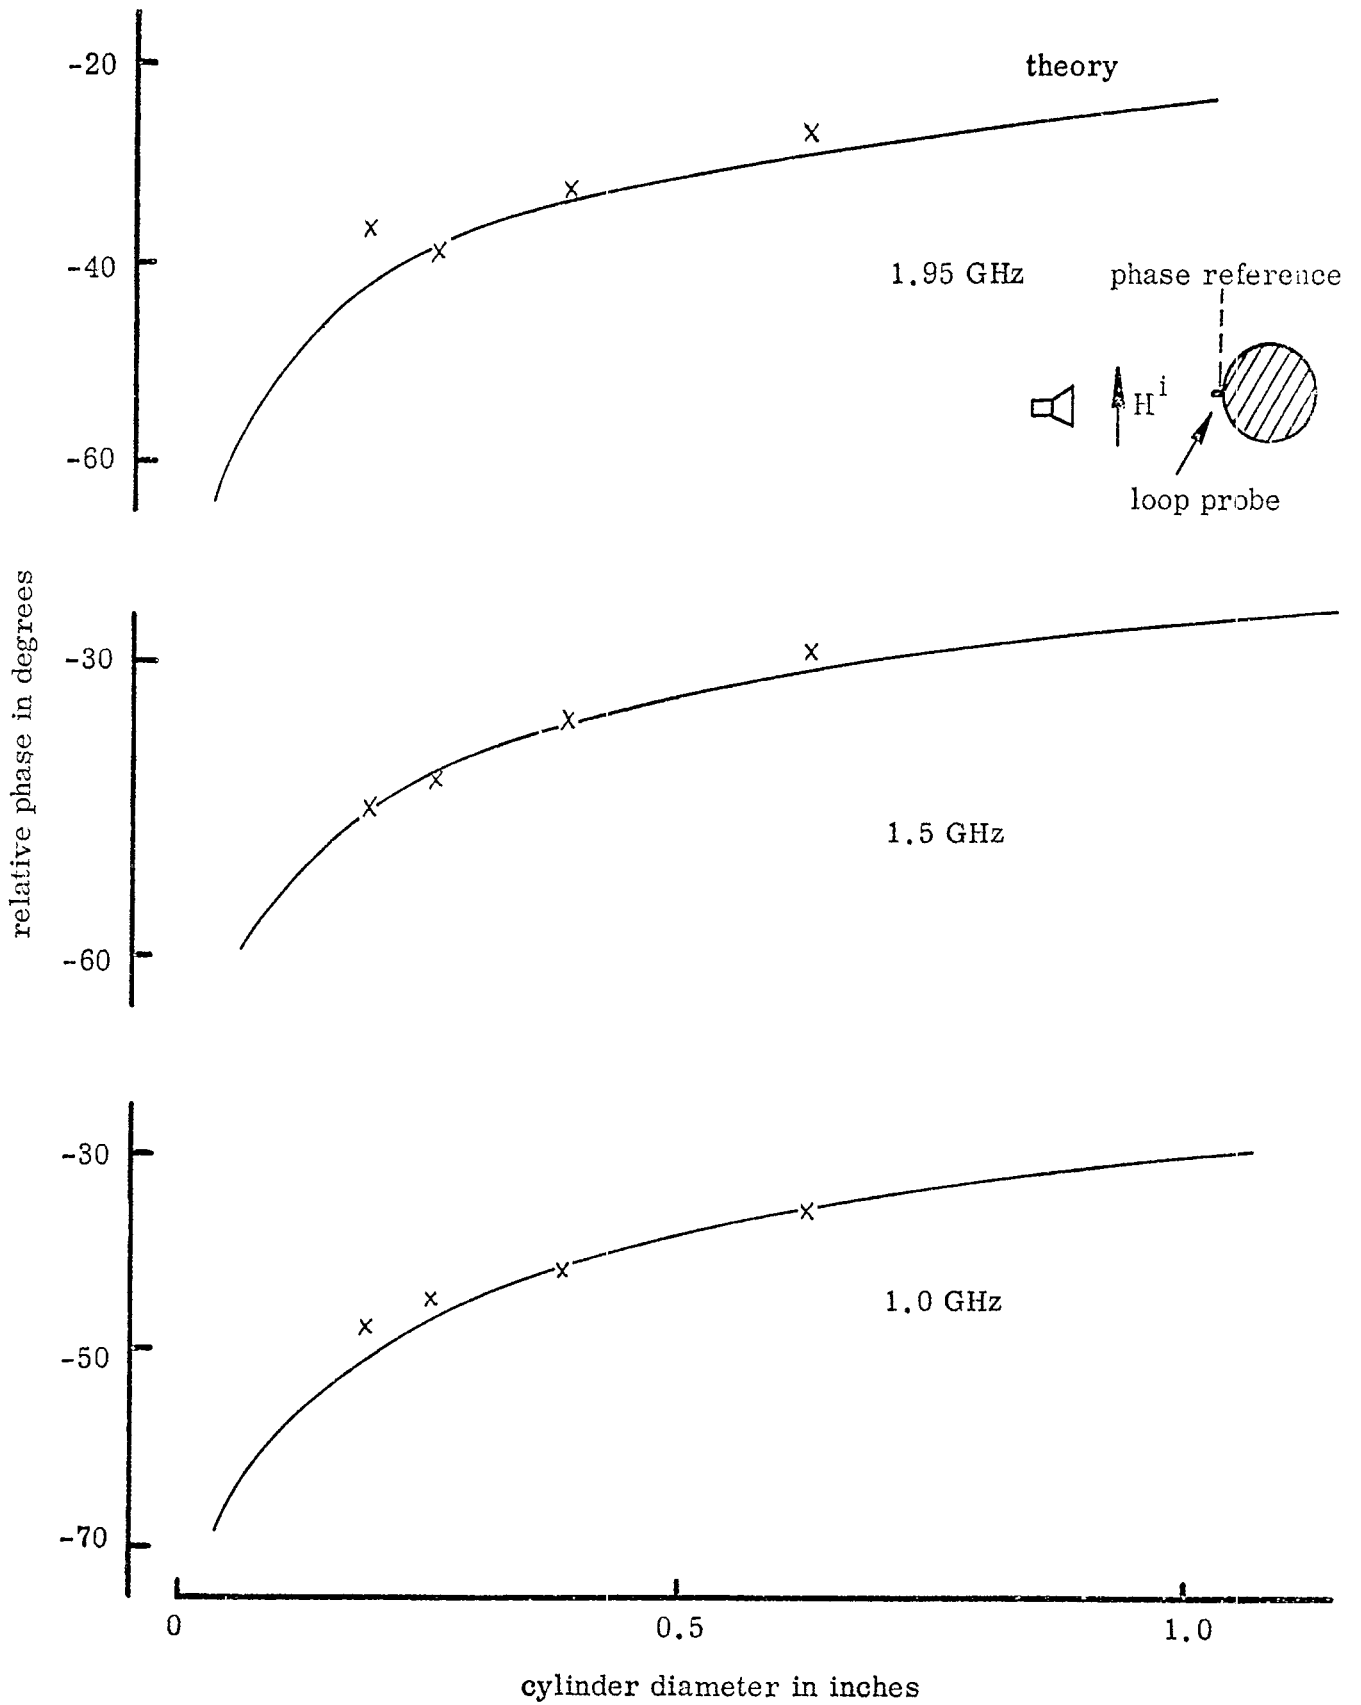 -20
theory
-40
1.95 GHz
phase reference
H^i
-60
loop probe
relative phase in degrees
-30
1.5 GHz
-60
-30
1.0 GHz
-50
-70
0
0.5
1.0
cylinder diameter in inches